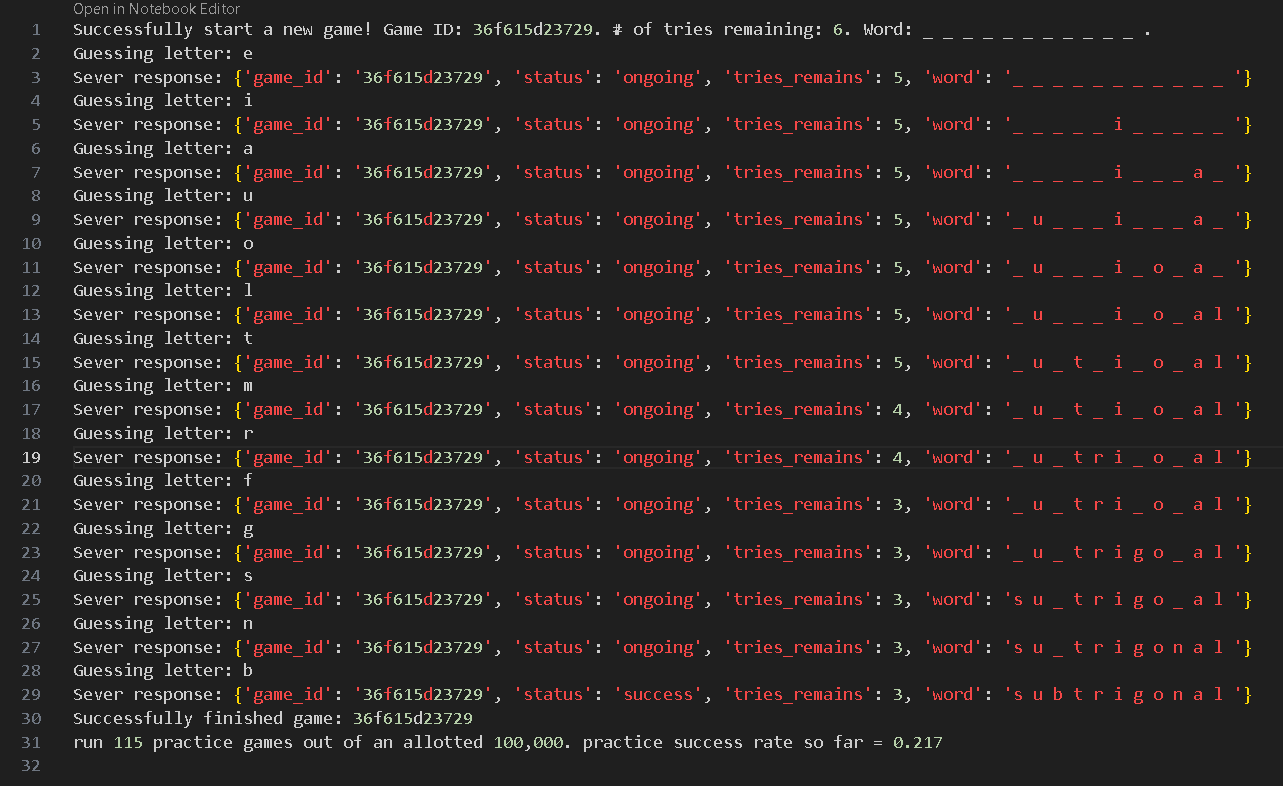 Open in Notebook Editor
1 Successfully start a new game! Game ID: 36f615d23729. # of tries remaining: 6. Word: _ _ _ _ _ _ _ _ _ _ _ .
2 Guessing letter: e
3 Sever response: {'game_id': '36f615d23729', 'status': 'ongoing', 'tries_remains': 5, 'word': '_ _ _ _ _ _ _ _ _ _ _ '}
4 Guessing letter: i
5 Sever response: {'game_id': '36f615d23729', 'status': 'ongoing', 'tries_remains': 5, 'word': '_ _ _ _ _ i _ _ _ _ _ '}
6 Guessing letter: a
7 Sever response: {'game_id': '36f615d23729', 'status': 'ongoing', 'tries_remains': 5, 'word': '_ _ _ _ _ i _ _ _ a _ '}
8 Guessing letter: u
9 Sever response: {'game_id': '36f615d23729', 'status': 'ongoing', 'tries_remains': 5, 'word': '_ u _ _ _ i _ _ _ a _ '}
10 Guessing letter: o
11 Sever response: {'game_id': '36f615d23729', 'status': 'ongoing', 'tries_remains': 5, 'word': '_ u _ _ _ i _ o _ a _ '}
12 Guessing letter: l
13 Sever response: {'game_id': '36f615d23729', 'status': 'ongoing', 'tries_remains': 5, 'word': '_ u _ _ _ i _ o _ a l '}
14 Guessing letter: t
15 Sever response: {'game_id': '36f615d23729', 'status': 'ongoing', 'tries_remains': 5, 'word': '_ u _ t _ i _ o _ a l '}
16 Guessing letter: m
17 Sever response: {'game_id': '36f615d23729', 'status': 'ongoing', 'tries_remains': 4, 'word': '_ u _ t _ i _ o _ a l '}
18 Guessing letter: r
19 Sever response: {'game_id': '36f615d23729', 'status': 'ongoing', 'tries_remains': 4, 'word': '_ u _ t r i _ o _ a l '}
20 Guessing letter: f
21 Sever response: {'game_id': '36f615d23729', 'status': 'ongoing', 'tries_remains': 3, 'word': '_ u _ t r i _ o _ a l '}
22 Guessing letter: g
23 Sever response: {'game_id': '36f615d23729', 'status': 'ongoing', 'tries_remains': 3, 'word': '_ u _ t r i g o _ a l '}
24 Guessing letter: s
25 Sever response: {'game_id': '36f615d23729', 'status': 'ongoing', 'tries_remains': 3, 'word': 's u _ t r i g o _ a l '}
26 Guessing letter: n
27 Sever response: {'game_id': '36f615d23729', 'status': 'ongoing', 'tries_remains': 3, 'word': 's u _ t r i g o n a l '}
28 Guessing letter: b
29 Sever response: {'game_id': '36f615d23729', 'status': 'success', 'tries_remains': 3, 'word': 's u b t r i g o n a l '}
30 Successfully finished game: 36f615d23729
31 run 115 practice games out of an allotted 100,000. practice success rate so far = 0.217
32